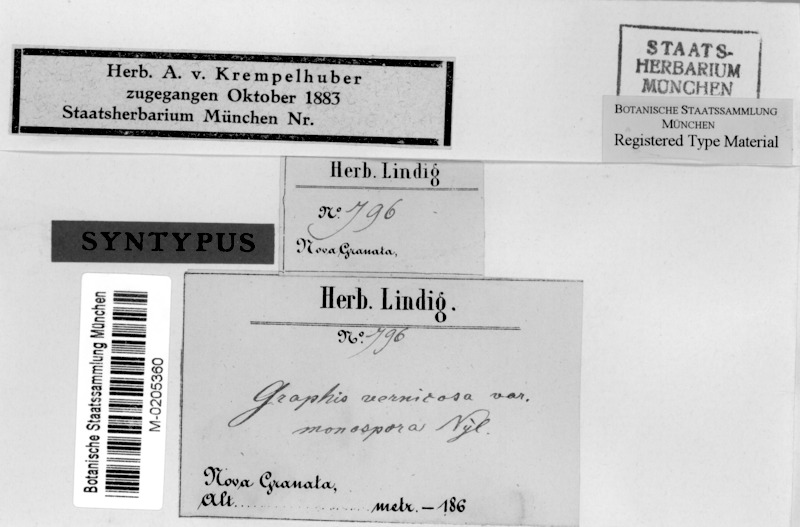 Herb. A. v. Krempelhuber
zugegangen Oktober 1883
Staatsherbarium München Nr.
STAATS-
HERBARIUM
MÜNCHEN
BOTANISCHE STAATSSAMMLUNG
MÜNCHEN
Registered Type Material
Herb. Lindig
No. 796
Nova Granata,
SYNTYPUS
Botanische Staatssammlung München
M-0205360
Herb. Lindig.
No. 796
Graphis vernicosa var.
monospora Nyl.
Nova Granata,
Alt. metr. – 186